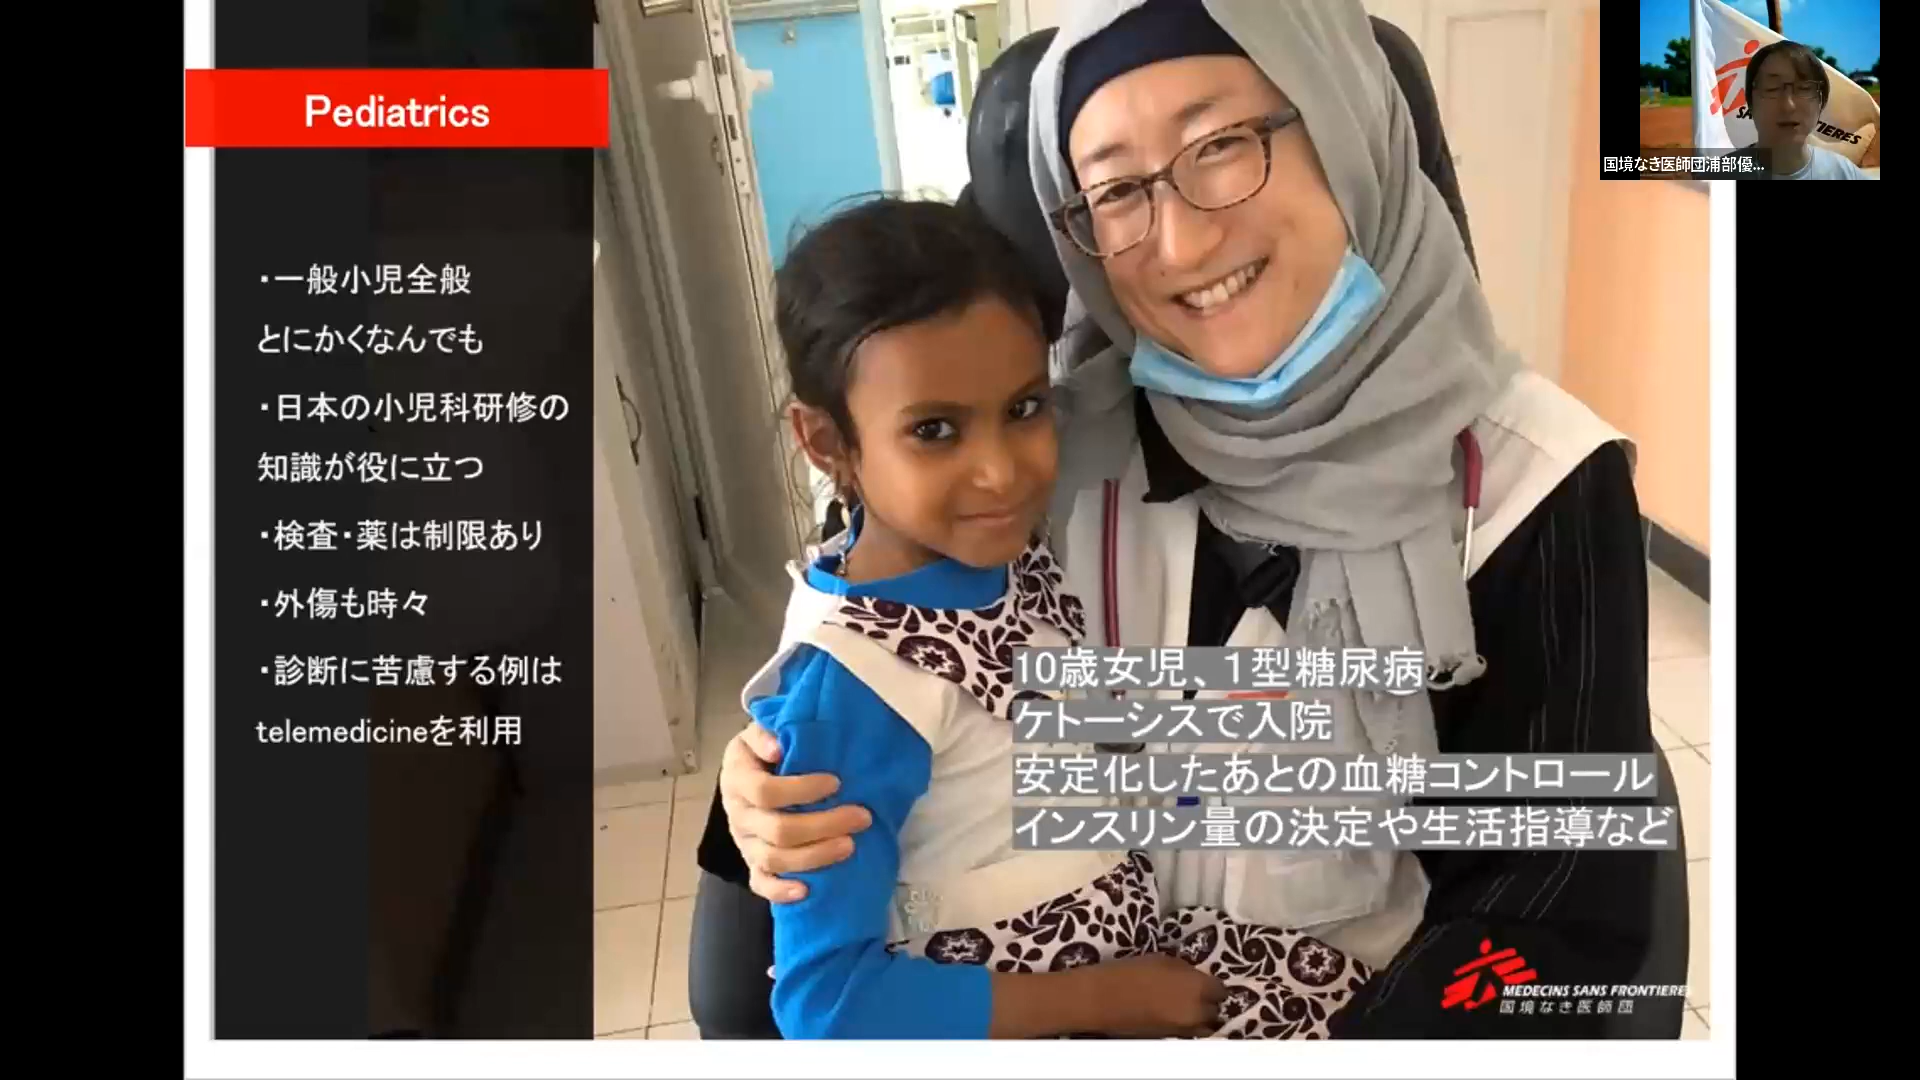 Pediatrics
・一般小児全般
とにかくなんでも
・日本の小児科研修の
知識が役に立つ
・検査・薬は制限あり
・外傷も時々
・診断に苦慮する例は
telemedicineを利用
10歳女児、１型糖尿病
ケトーシスで入院
安定化したあとの血糖コントロール
インスリン量の決定や生活指導など
MEDECINS SANS FRONTIERES
国境なき医師団
国境なき医師団浦部優...